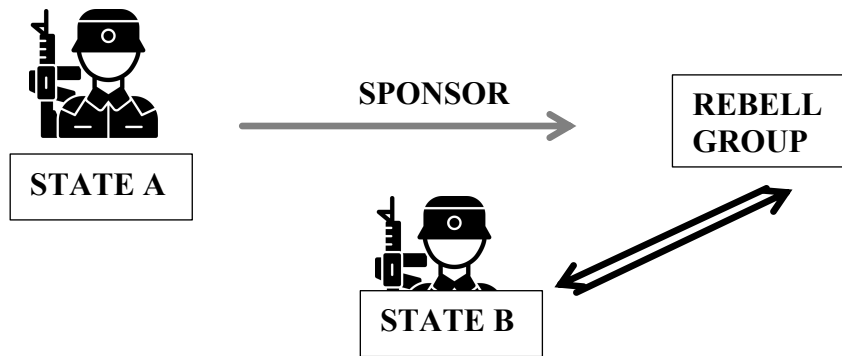 SPONSOR
REBELL
GROUP
STATE A
STATE B